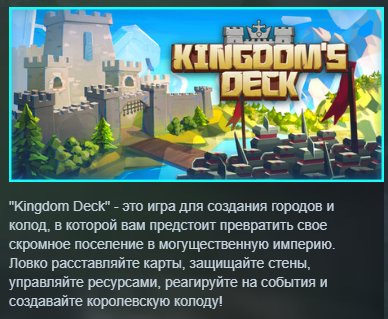 KINGDOM'S
DECK
"Kingdom Deck" - это игра для создания городов и
колод, в которой вам предстоит превратить свое
скромное поселение в могущественную империю.
Ловко расставляйте карты, защищайте стены,
управляйте ресурсами, реагируйте на события и
создавайте королевскую колоду!